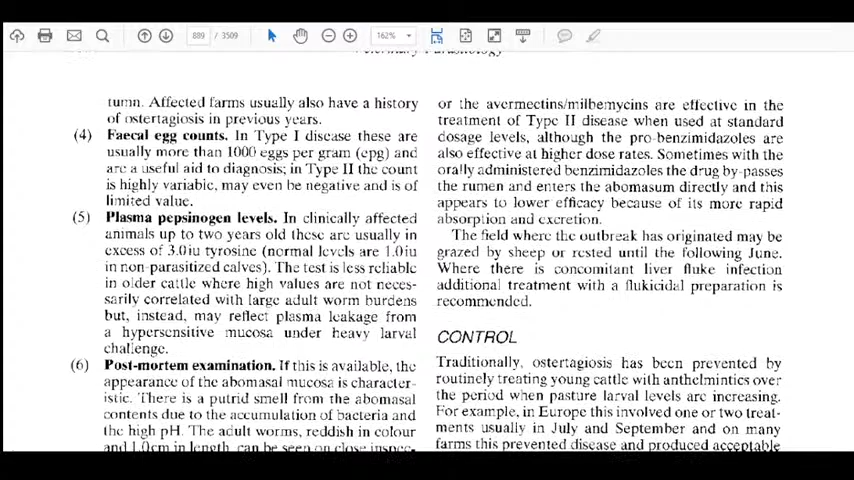 889 / 3509
162%
Veterinary Parasitology
tumn. Affected farms usually also have a history
of ostertagiosis in previous years.
(4) Faecal egg counts. In Type I disease these are
usually more than 1000 eggs per gram (epg) and
are a useful aid to diagnosis; in Type II the count
is highly variable, may even be negative and is of
limited value.
(5) Plasma pepsinogen levels. In clinically affected
animals up to two years old these are usually in
excess of 3.0iu tyrosine (normal levels are 1.0iu
in non-parasitized calves). The test is less reliable
in older cattle where high values are not neces-
sarily correlated with large adult worm burdens
but, instead, may reflect plasma leakage from
a hypersensitive mucosa under heavy larval
challenge.
(6) Post-mortem examination. If this is available, the
appearance of the abomasal mucosa is character-
istic. There is a putrid smell from the abomasal
contents due to the accumulation of bacteria and
the high pH. The adult worms, reddish in colour
and 1.0cm in length, can be seen on close inspec-
or the avermectins/milbemycins are effective in the
treatment of Type II disease when used at standard
dosage levels, although the pro-benzimidazoles are
also effective at higher dose rates. Sometimes with the
orally administered benzimidazoles the drug by-passes
the rumen and enters the abomasum directly and this
appears to lower efficacy because of its more rapid
absorption and excretion.
The field where the outbreak has originated may be
grazed by sheep or rested until the following June.
Where there is concomitant liver fluke infection
additional treatment with a flukicidal preparation is
recommended.
CONTROL
Traditionally, ostertagiosis has been prevented by
routinely treating young cattle with anthelmintics over
the period when pasture larval levels are increasing.
For example, in Europe this involved one or two treat-
ments usually in July and September and on many
farms this prevented disease and produced acceptable